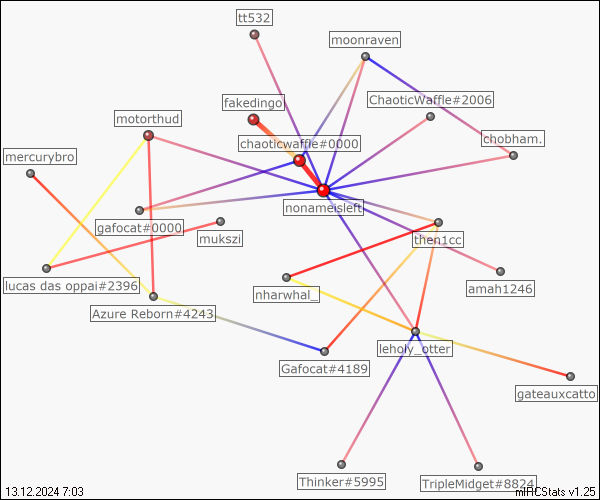 tt532
moonraven
ChaoticWaffle#2006
fakedingo
motorthud
chobham.
chaoticwaffle#0000
mercurybro
nonameisleft
gafocat#0000
mukszi
then1cc
lucas das oppai#2396
nharwhal_
amah1246
Azure Reborn#4243
leholy_otter
Gafocat#4189
gateauxcatto
Thinker#5995
TripleMidget#8824
13.12.2024 7:03
mIRCStats v1.25